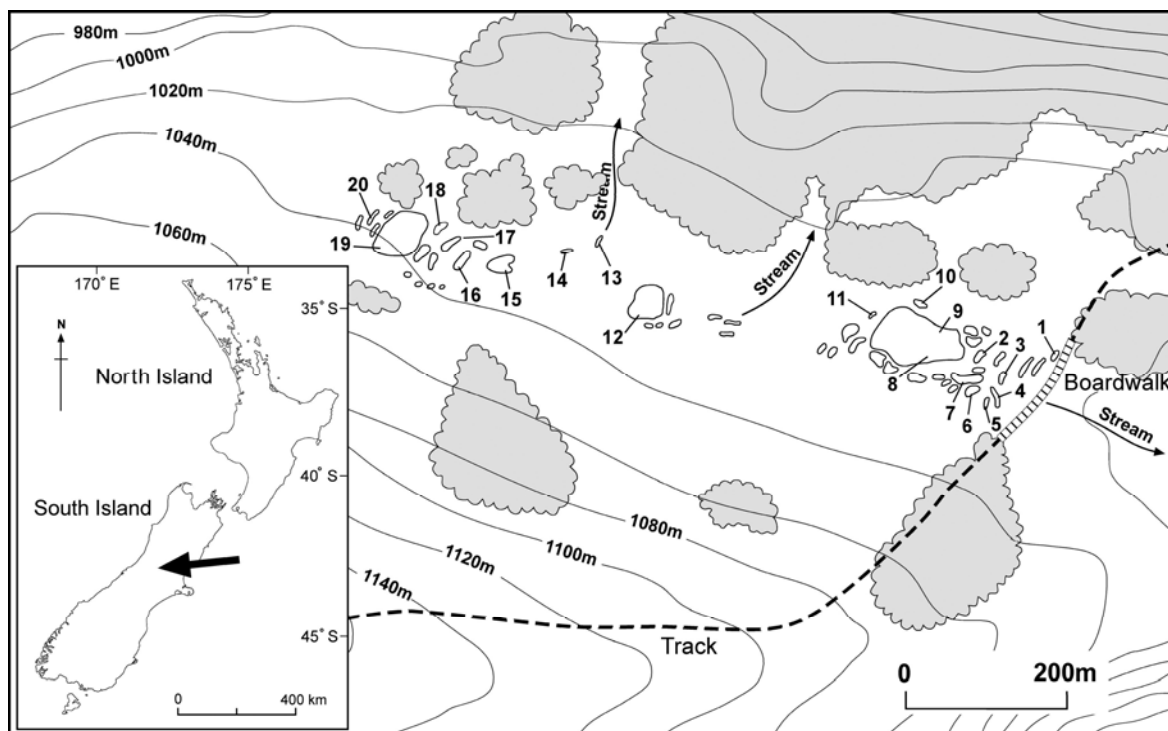 980m
1000m
1020m
1040m
1060m
20
18
17
19
16
15
14
13
Stream
12
Stream
11
10
9
8
2
3
1
7
6
5
4
Boardwalk
Stream
1080m
1100m
1120m
1140m
Track
0 200m
170° E 175° E
N
35° S
North Island
40° S
South Island
45° S
0 400 km